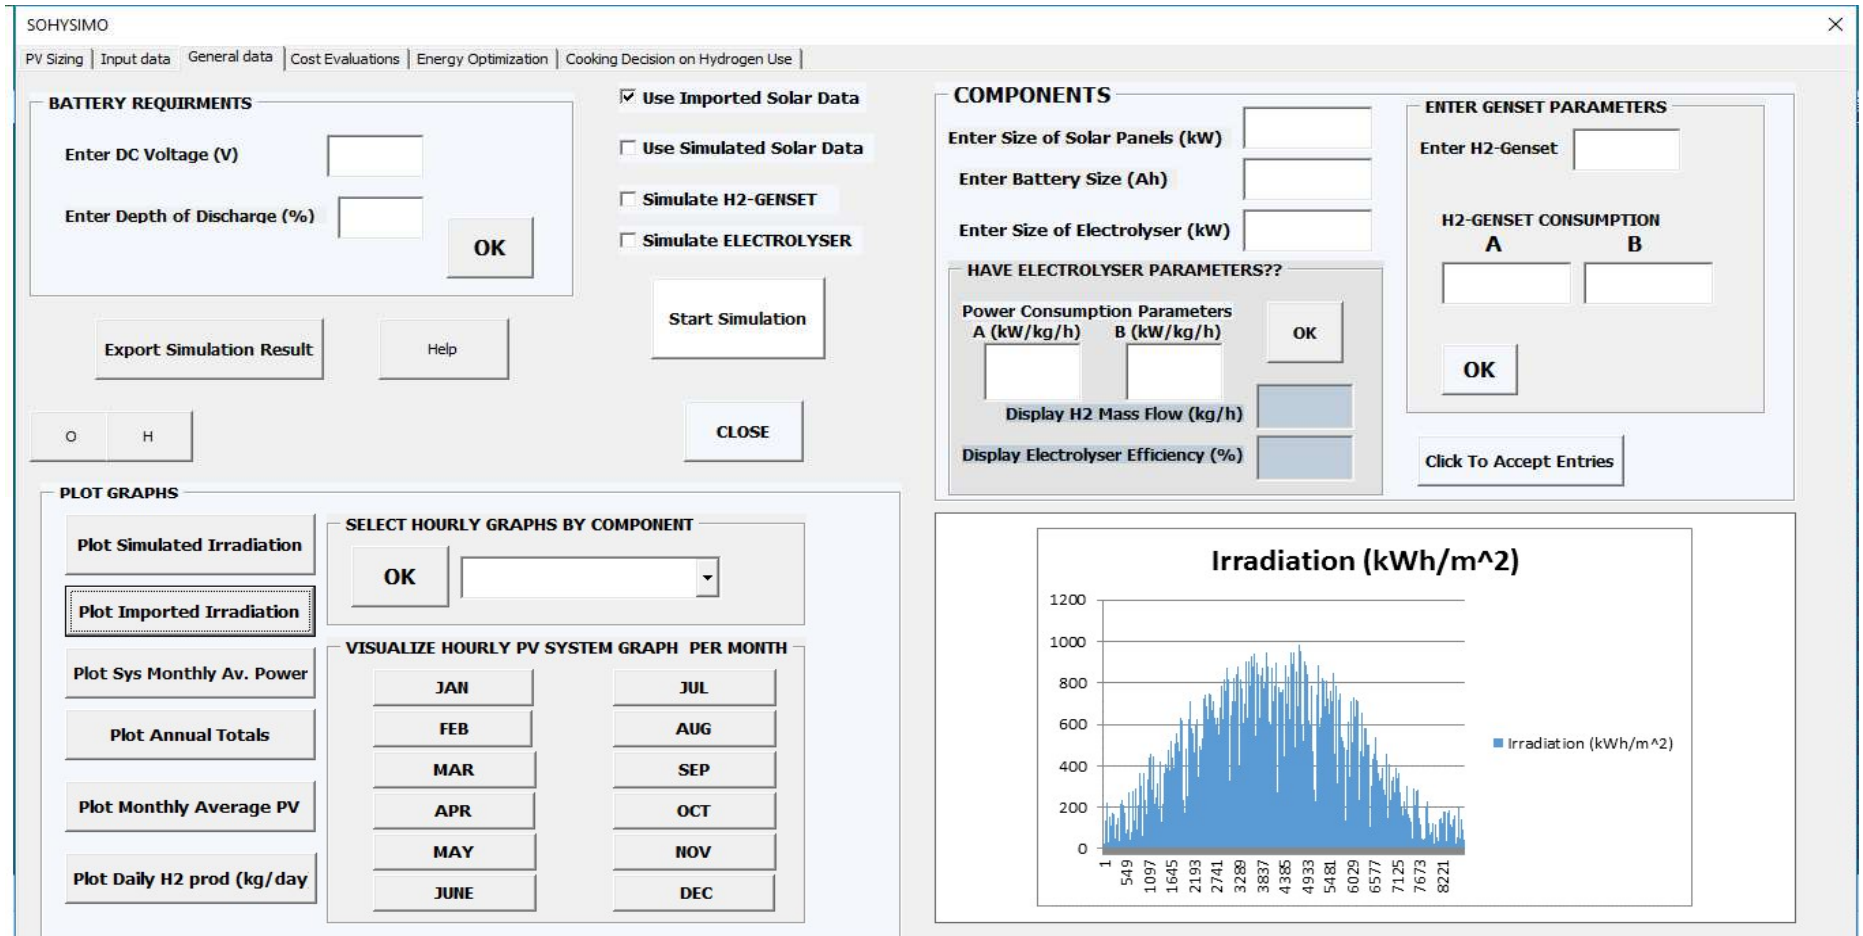 SOHYSIMO
PV Sizing
Input data
General data
Cost Evaluations
Energy Optimization
Cooking Decision on Hydrogen Use
BATTERY REQUIRMENTS
Enter DC Voltage (V)
Enter Depth of Discharge (%)
OK
Export Simulation Result
Help
O
H
Use Imported Solar Data
Use Simulated Solar Data
Simulate H2-GENSET
Simulate ELECTROLYSER
Start Simulation
CLOSE
COMPONENTS
Enter Size of Solar Panels (kW)
Enter Battery Size (Ah)
Enter Size of Electrolyser (kW)
HAVE ELECTROLYSER PARAMETERS??
Power Consumption Parameters
A (kW/kg/h) B (kW/kg/h)
OK
Display H2 Mass Flow (kg/h)
Display Electrolyser Efficiency (%)
ENTER GENSET PARAMETERS
Enter H2-Genset
H2-GENSET CONSUMPTION
A B
OK
Click To Accept Entries
PLOT GRAPHS
Plot Simulated Irradiation
Plot Imported Irradiation
Plot Sys Monthly Av. Power
Plot Annual Totals
Plot Monthly Average PV
Plot Daily H2 prod (kg/day
SELECT HOURLY GRAPHS BY COMPONENT
OK
VISUALIZE HOURLY PV SYSTEM GRAPH PER MONTH
JAN
FEB
MAR
APR
MAY
JUNE
JUL
AUG
SEP
OCT
NOV
DEC
Irradiation (kWh/m^2)
1200
1000
800
600
400
200
0
1
549
1097
1645
2193
2741
3289
3837
4385
4933
5481
6029
6577
7125
7673
8221
Irradiation (kWh/m^2)